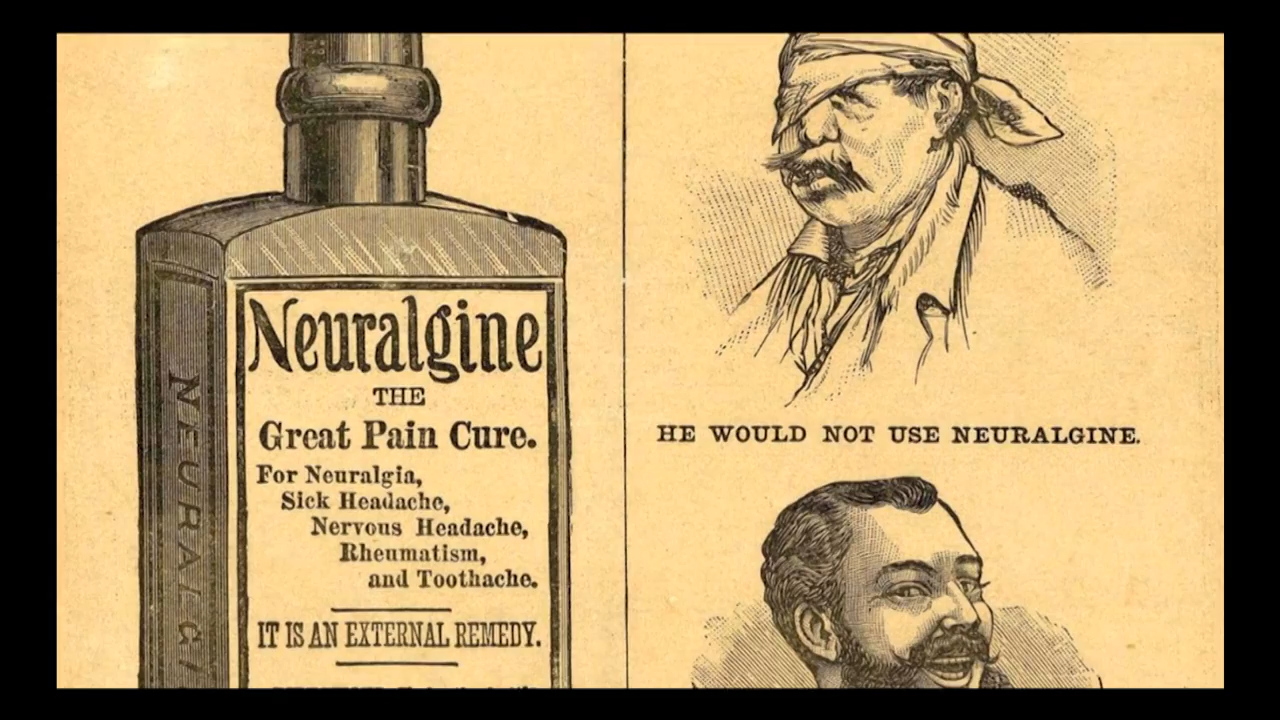 Neuralgine
THE
Great Pain Cure.
For Neuralgia,
Sick Headache,
Nervous Headache,
Rheumatism,
and Toothache.
IT IS AN EXTERNAL REMEDY.
NEURALGI
HE WOULD NOT USE NEURALGINE.